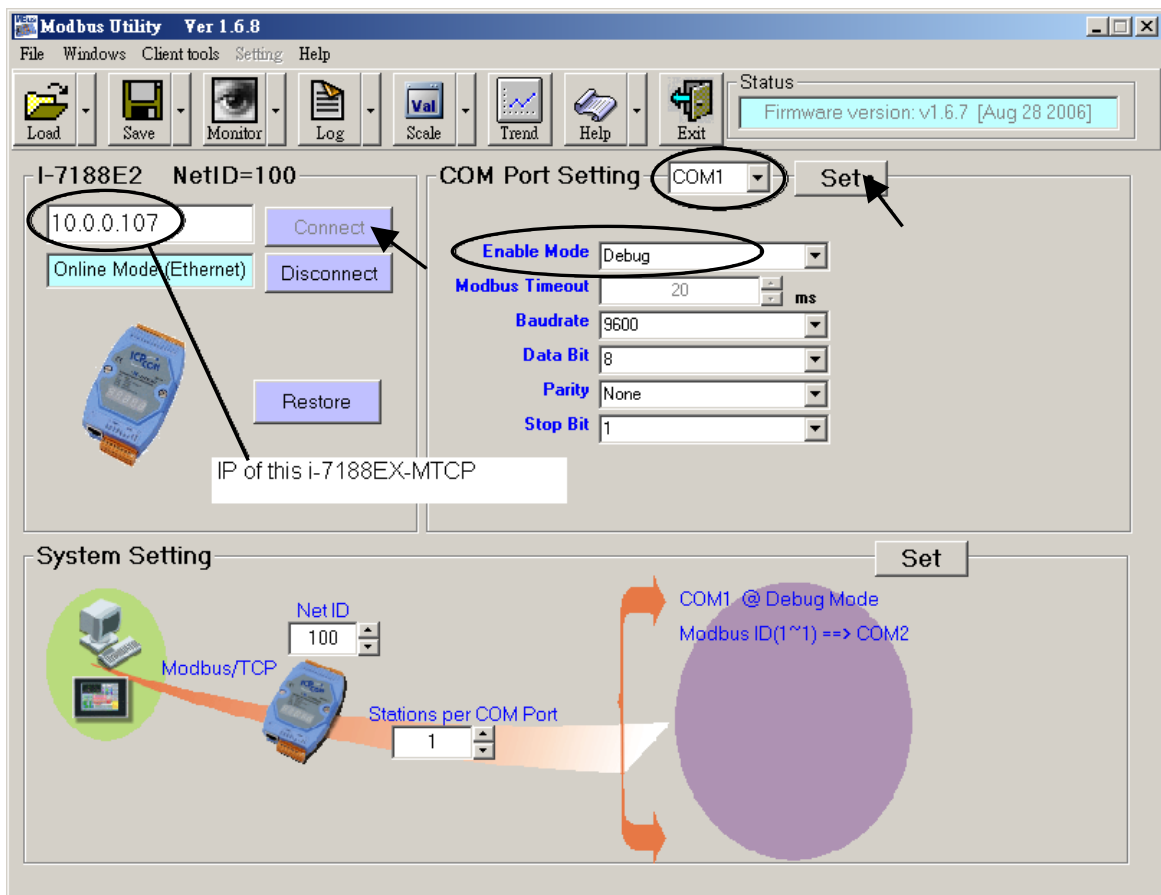 Modbus Utility Ver 1.6.8
File Windows Client tools Setting Help
Load Save Monitor Log Scale Trend Help Exit
Val
Status
Firmware version: v1.6.7 [Aug 28 2006]
I-7188E2 NetID=100
10.0.0.107
Connect
Online Mode (Ethernet)
Disconnect
Restore
IP of this i-7188EX-MTCP
COM Port Setting COM1 Set
Enable Mode Debug
Modbus Timeout 20 ms
Baudrate 9600
Data Bit 8
Parity None
Stop Bit 1
System Setting
Set
Net ID
100
Modbus/TCP
Stations per COM Port
1
COM1 @ Debug Mode
Modbus ID(1~1) ==> COM2